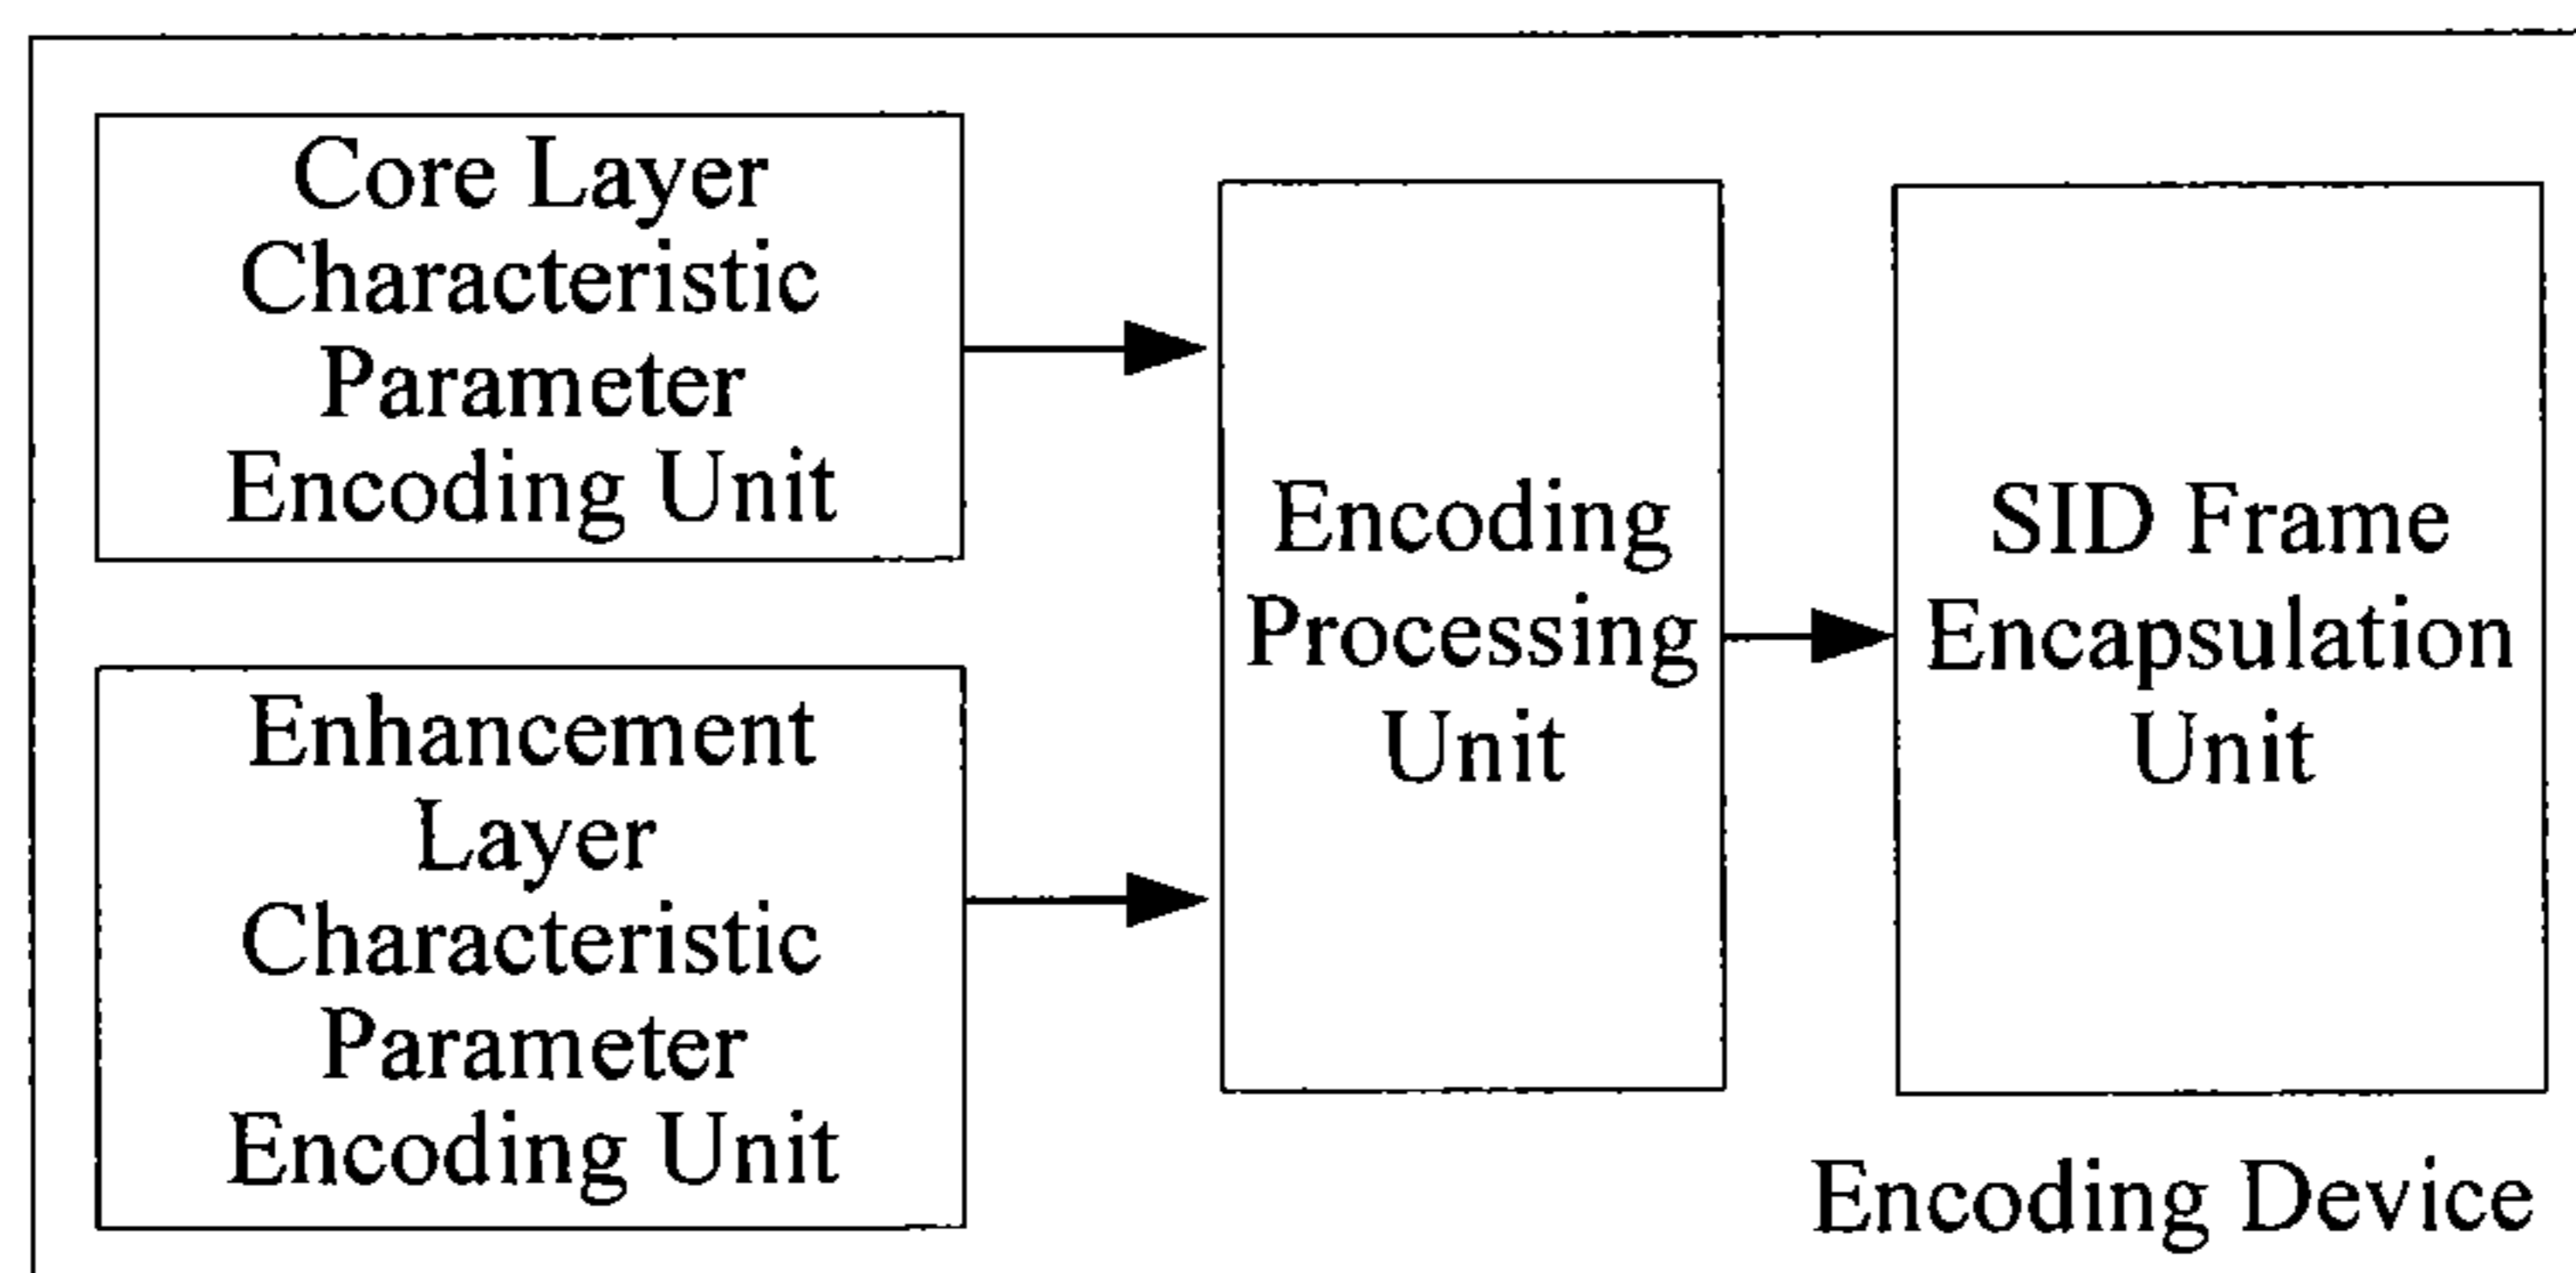 Core Layer
Characteristic
Parameter
Encoding Unit
Enhancement
Layer
Characteristic
Parameter
Encoding Unit
Encoding
Processing
Unit
SID Frame
Encapsulation
Unit
Encoding Device